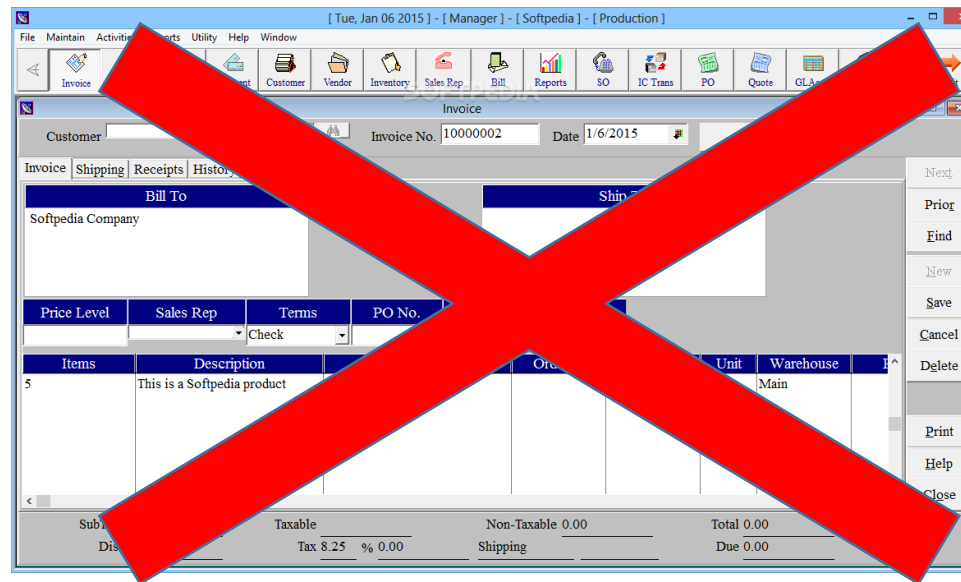 [ Tue, Jan 06 2015 ] - [ Manager ] - [ Softpedia ] - [ Production ]
File Maintain Utility Help Window
Invoice Customer Vendor Inventory Sales Rep Bill Reports SO IC Trans PO Quote
SOFTPEDIA
Invoice
Customer Invoice No. 10000002 Date 1/6/2015
Invoice Shipping Receipts History
Next
Bill To Ship
Prior
Softpedia Company
Find
New
Save
Price Level Sales Rep Terms PO No.
Check
Cancel
Items Description Unit Warehouse
Delete
5 This is a Softpedia product Main
Print
Help
Close
Taxable Non-Taxable 0.00 Total 0.00
Tax 8.25 % 0.00 Shipping Due 0.00